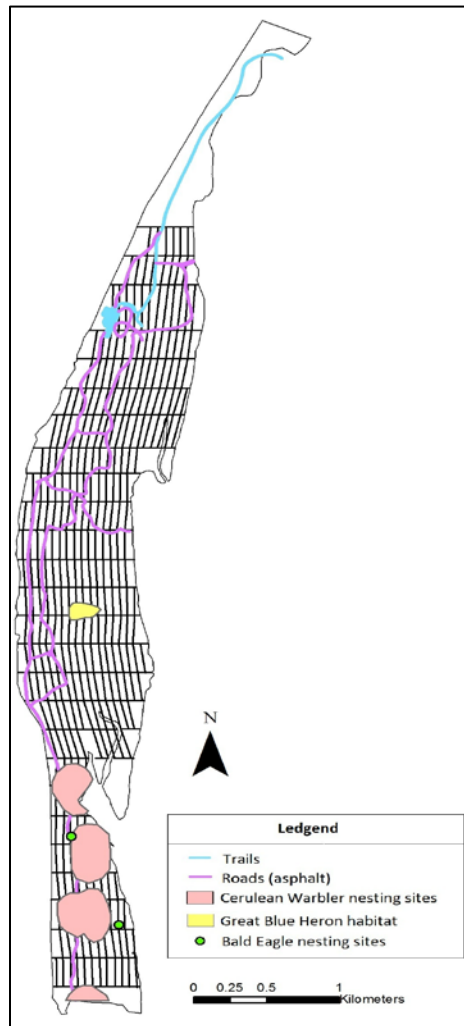 N
Ledgend
Trails
Roads (asphalt)
Cerulean Warbler nesting sites
Great Blue Heron habitat
Bald Eagle nesting sites
0 0.25 0.5 1
Kilometers